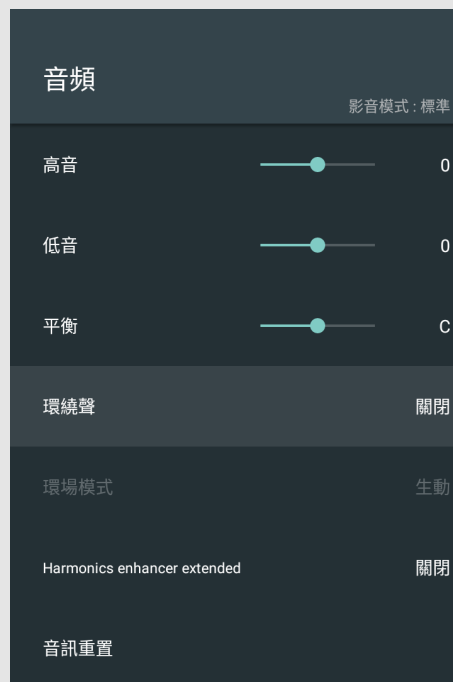 音頻
影音模式 : 標準
高音 0
低音 0
平衡 C
環繞聲 關閉
環場模式 生動
Harmonics enhancer extended 關閉
音訊重置